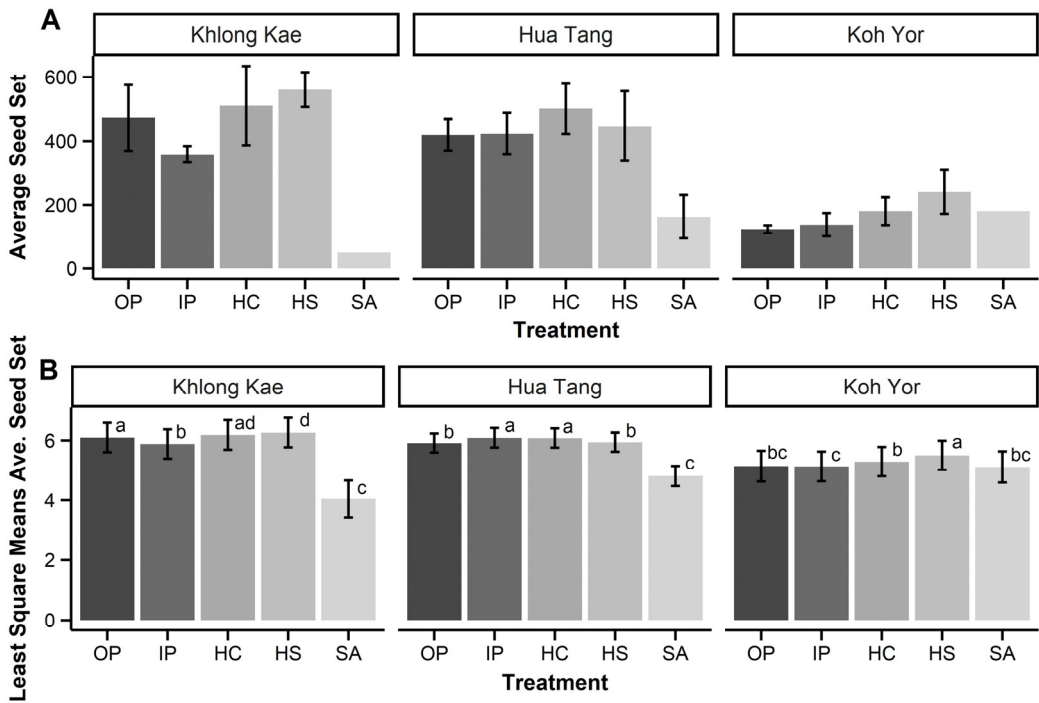 A
Khlong Kae
Hua Tang
Koh Yor
Average Seed Set
600
400
200
0
OP IP HC HS SA
OP IP HC HS SA
OP IP HC HS SA
Treatment
B
Khlong Kae
Hua Tang
Koh Yor
Least Square Means Ave. Seed Set
6
4
2
0
a b ad d c
b a a b c
bc c b a bc
OP IP HC HS SA
OP IP HC HS SA
OP IP HC HS SA
Treatment